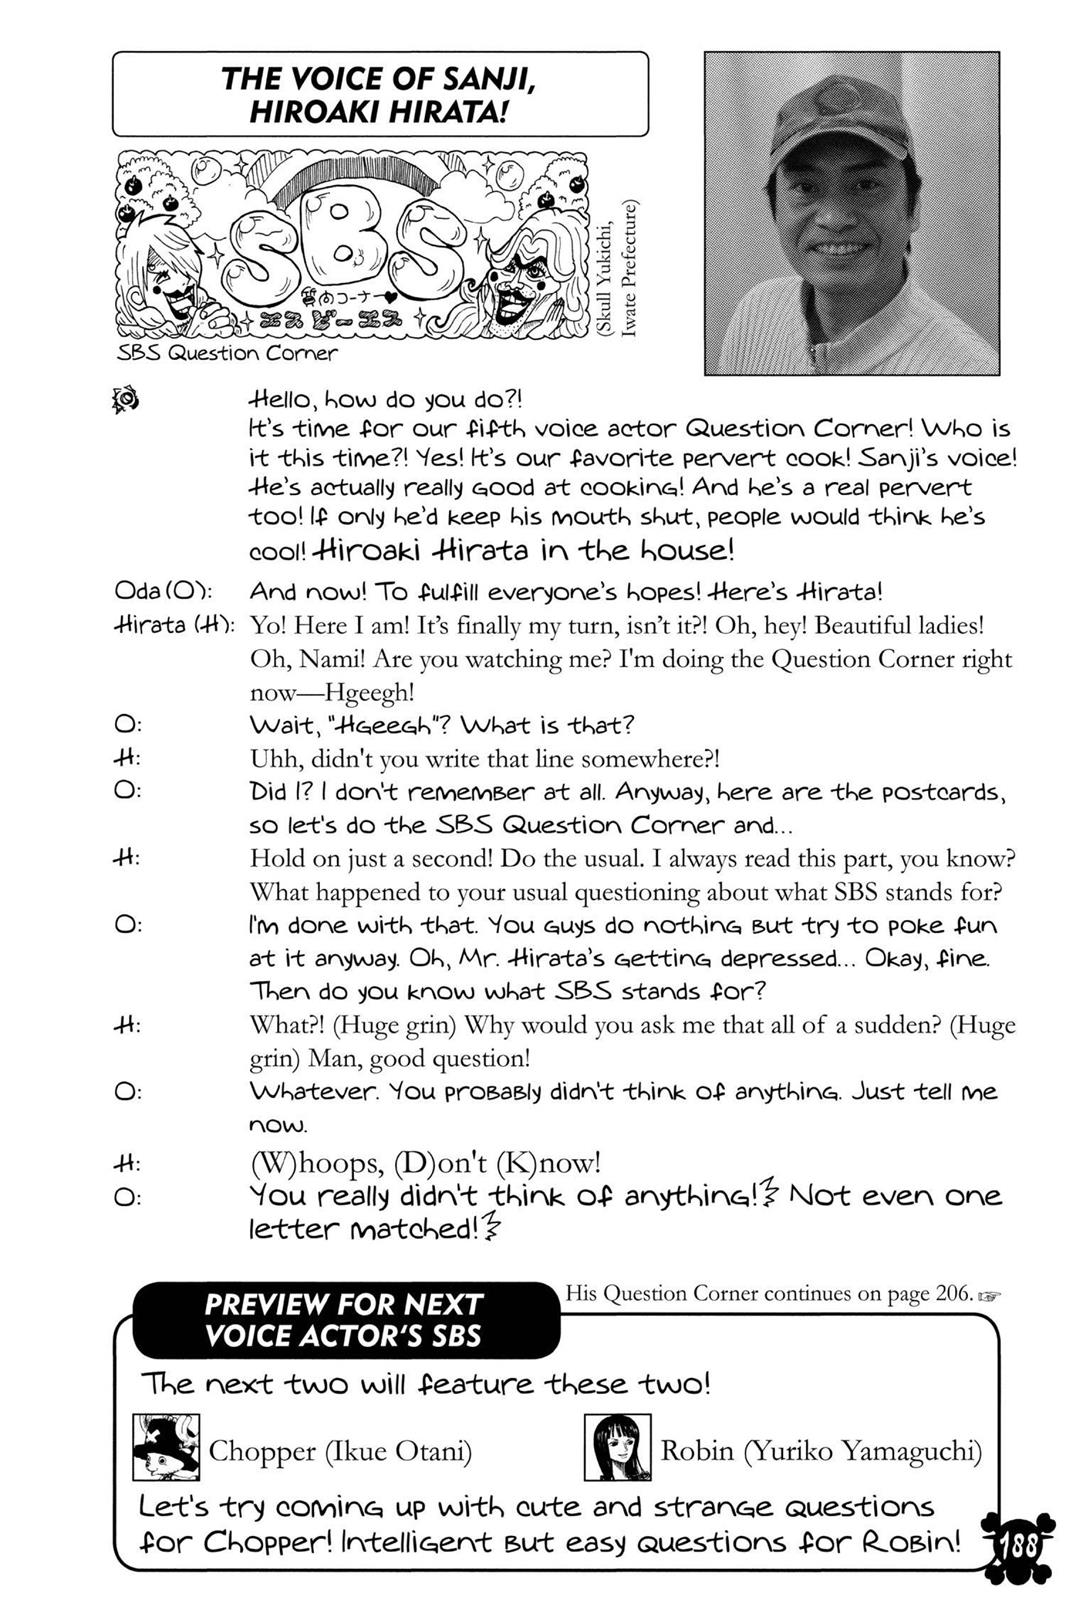 THE VOICE OF SANJI,
HIROAKI HIRATA!
SBS
質問コーナー♥
エスビーエス
(Skull Yukichi,
Iwate Prefecture)
SBS Question Corner
Hello, how do you do?!
It's time for our fifth voice actor Question Corner! Who is
it this time?! Yes! It's our favorite pervert cook! Sanji's voice!
He's actually really good at cooking! And he's a real pervert
too! If only he'd keep his mouth shut, people would think he's
cool! Hiroaki Hirata in the house!
Oda (O): And now! To fulfill everyone's hopes! Here's Hirata!
Hirata (H): Yo! Here I am! It's finally my turn, isn't it?! Oh, hey! Beautiful ladies!
Oh, Nami! Are you watching me? I'm doing the Question Corner right
now—Hgeegh!
O: Wait, "Hgeegh"? What is that?
H: Uhh, didn't you write that line somewhere?!
O: Did I? I don't remember at all. Anyway, here are the postcards,
so let's do the SBS Question Corner and...
H: Hold on just a second! Do the usual. I always read this part, you know?
What happened to your usual questioning about what SBS stands for?
O: I'm done with that. You guys do nothing but try to poke fun
at it anyway. Oh, Mr. Hirata's getting depressed... Okay, fine.
Then do you know what SBS stands for?
H: What?! (Huge grin) Why would you ask me that all of a sudden? (Huge
grin) Man, good question!
O: Whatever. You probably didn't think of anything. Just tell me
now.
H: (W)hoops, (D)on't (K)now!
O: You really didn't think of anything! Not even one
letter matched!
His Question Corner continues on page 206.☞
PREVIEW FOR NEXT
VOICE ACTOR'S SBS
The next two will feature these two!
Chopper (Ikue Otani) Robin (Yuriko Yamaguchi)
Let's try coming up with cute and strange questions
for Chopper! Intelligent but easy questions for Robin!
188